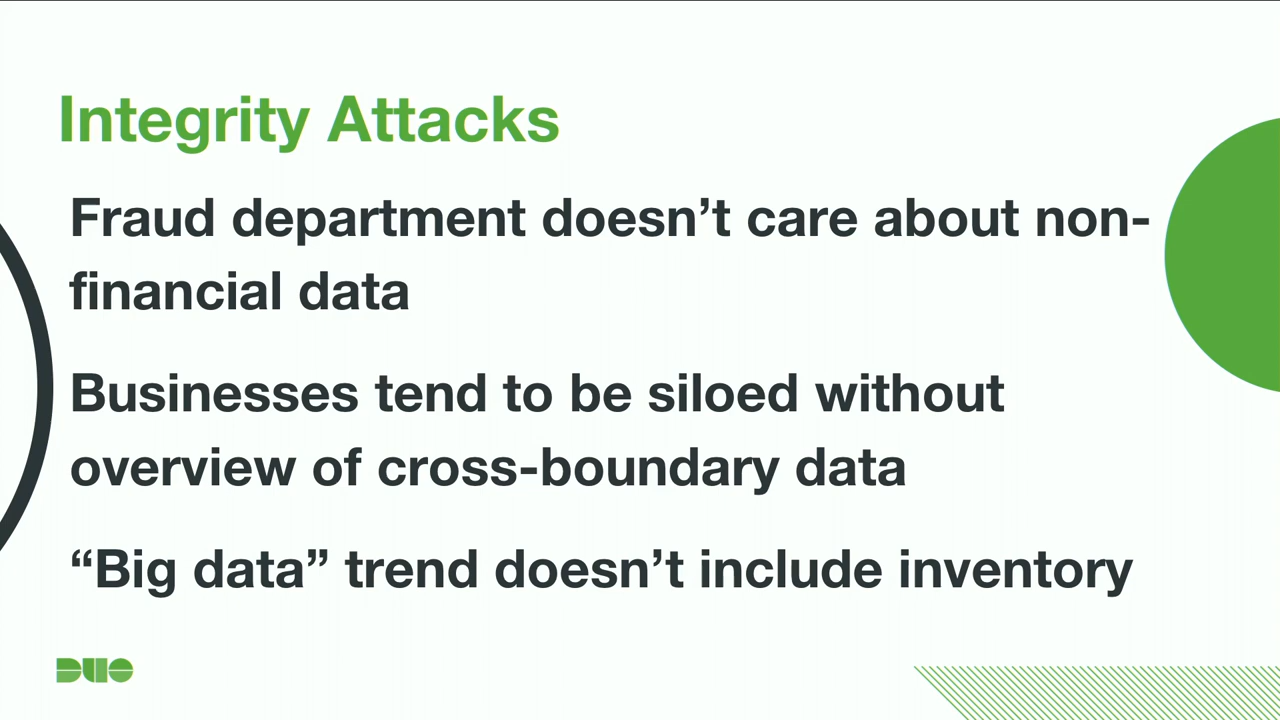 Integrity Attacks
Fraud department doesn’t care about non-
financial data
Businesses tend to be siloed without
overview of cross-boundary data
“Big data” trend doesn’t include inventory
DUO